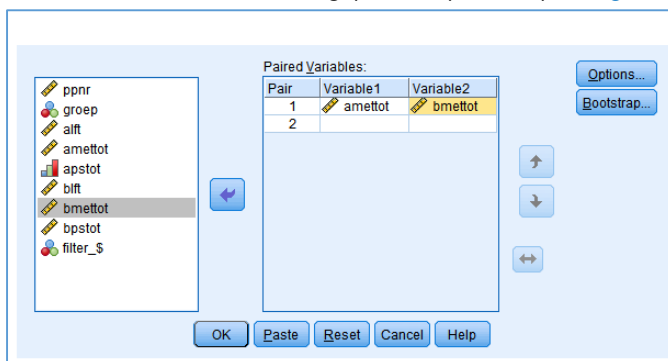 Paired Variables:
ppnr
groep
alft
amettot
apstot
blft
bmettot
bpstot
filter_$
Pair Variable1 Variable2
1 amettot bmettot
2
Options...
Bootstrap...
OK Paste Reset Cancel Help